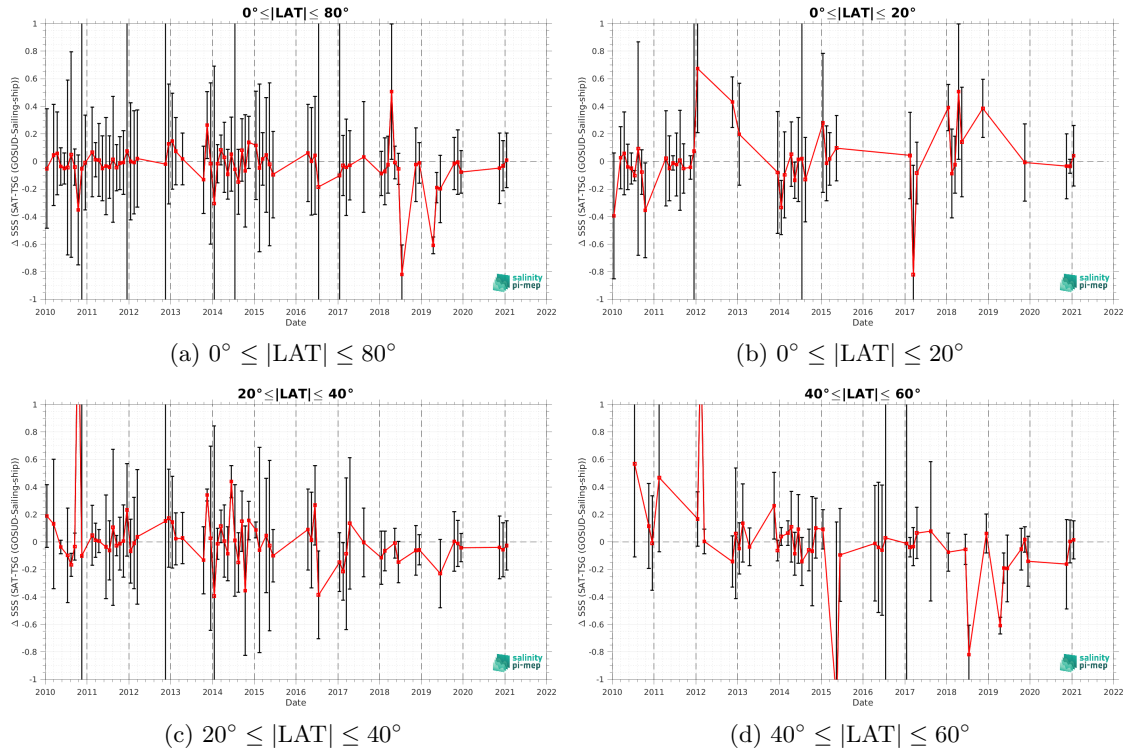 0°≤|LAT|≤ 80°
Δ SSS (SAT-TSG (GOSUD-Sailing-ship))
1
0.8
0.6
0.4
0.2
0
-0.2
-0.4
-0.6
-0.8
-1
2010 2011 2012 2013 2014 2015 2016 2017 2018 2019 2020 2021 2022
Date
salinity
pi-mep
(a) 0° ≤ |LAT| ≤ 80°
0°≤|LAT|≤ 20°
Δ SSS (SAT-TSG (GOSUD-Sailing-ship))
1
0.8
0.6
0.4
0.2
0
-0.2
-0.4
-0.6
-0.8
-1
2010 2011 2012 2013 2014 2015 2016 2017 2018 2019 2020 2021 2022
Date
salinity
pi-mep
(b) 0° ≤ |LAT| ≤ 20°
20°≤|LAT|≤ 40°
Δ SSS (SAT-TSG (GOSUD-Sailing-ship))
1
0.8
0.6
0.4
0.2
0
-0.2
-0.4
-0.6
-0.8
-1
2010 2011 2012 2013 2014 2015 2016 2017 2018 2019 2020 2021 2022
Date
salinity
pi-mep
(c) 20° ≤ |LAT| ≤ 40°
40°≤|LAT|≤ 60°
Δ SSS (SAT-TSG (GOSUD-Sailing-ship))
1
0.8
0.6
0.4
0.2
0
-0.2
-0.4
-0.6
-0.8
-1
2010 2011 2012 2013 2014 2015 2016 2017 2018 2019 2020 2021 2022
Date
salinity
pi-mep
(d) 40° ≤ |LAT| ≤ 60°